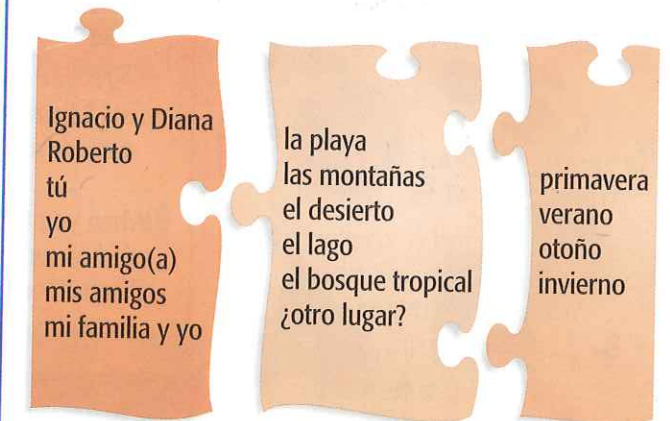 Ignacio y Diana
Roberto
tú
yo
mi amigo(a)
mis amigos
mi familia y yo
la playa
las montañas
el desierto
el lago
el bosque tropical
¿otro lugar?
primavera
verano
otoño
invierno